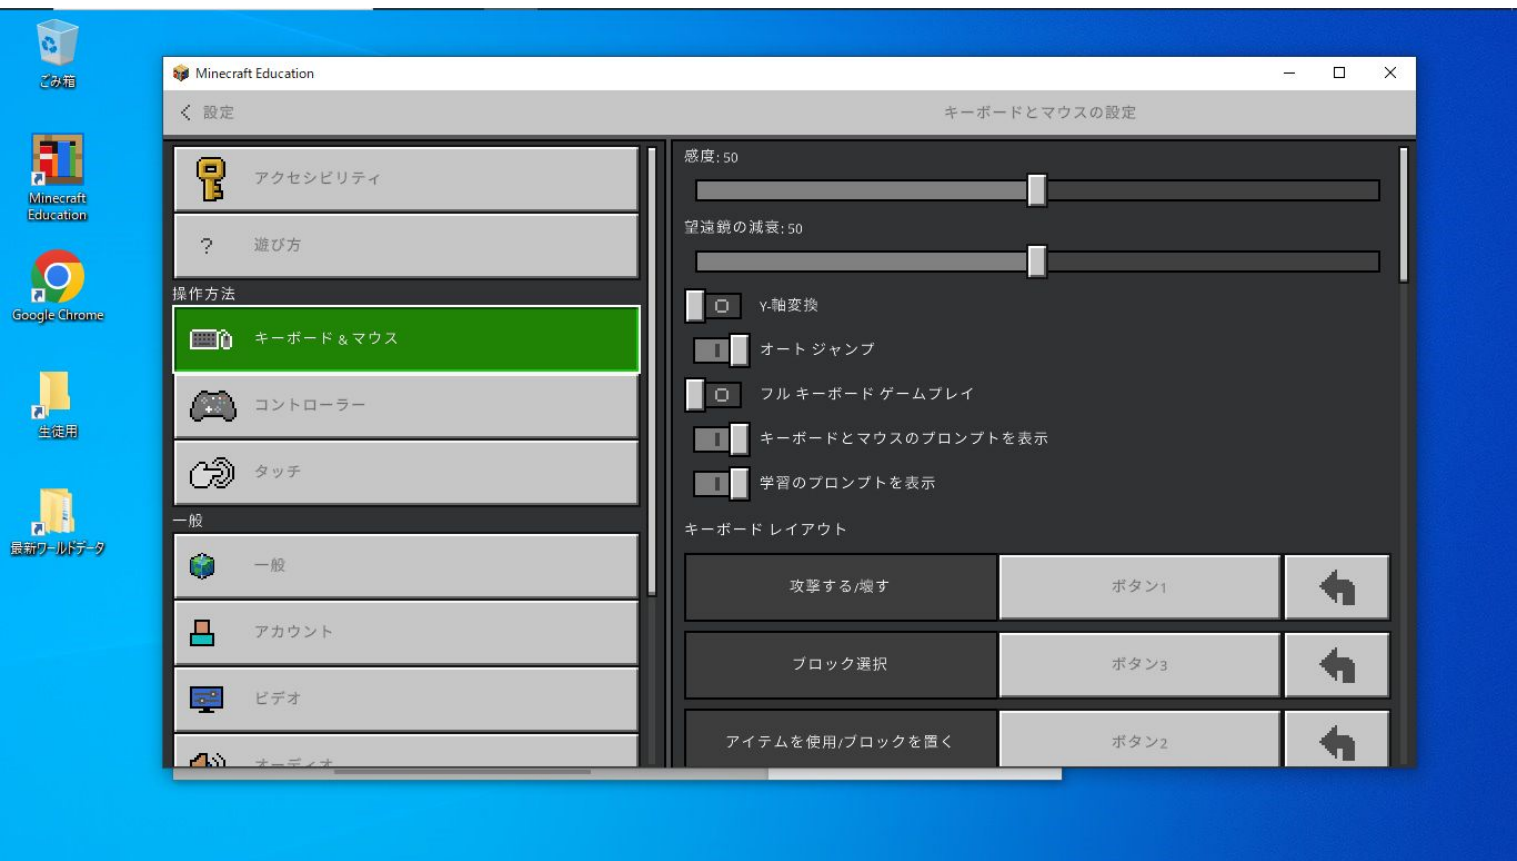 ごみ箱
Minecraft Education
Google Chrome
生徒用
最新ワールドデータ
Minecraft Education
設定
キーボードとマウスの設定
アクセシビリティ
? 遊び方
操作方法
キーボード & マウス
コントローラー
タッチ
一般
一般
アカウント
ビデオ
オーディオ
感度: 50
望遠鏡の減衰: 50
Y-軸変換
オート ジャンプ
フル キーボード ゲームプレイ
キーボードとマウスのプロンプトを表示
学習のプロンプトを表示
キーボード レイアウト
攻撃する/壊す ボタン1
ブロック選択 ボタン3
アイテムを使用/ブロックを置く ボタン2